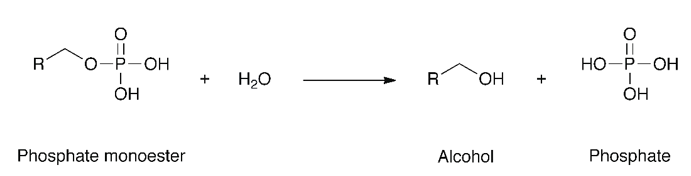 O
R O P OH + H₂O R OH + HO P OH
OH OH
O
Phosphate monoester Alcohol Phosphate